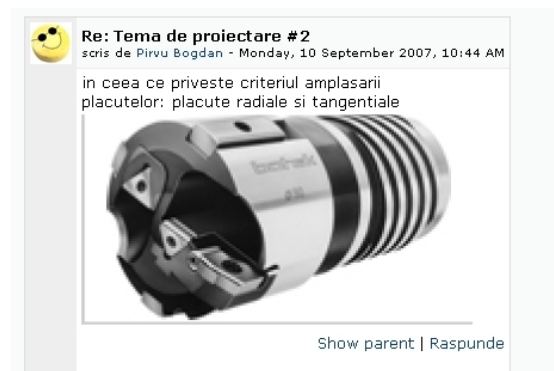 Re: Tema de proiectare #2
scris de Pirvu Bogdan - Monday, 10 September 2007, 10:44 AM
in ceea ce priveste criteriul amplasarii
placutelor: placute radiale si tangentiale
Show parent | Raspunde